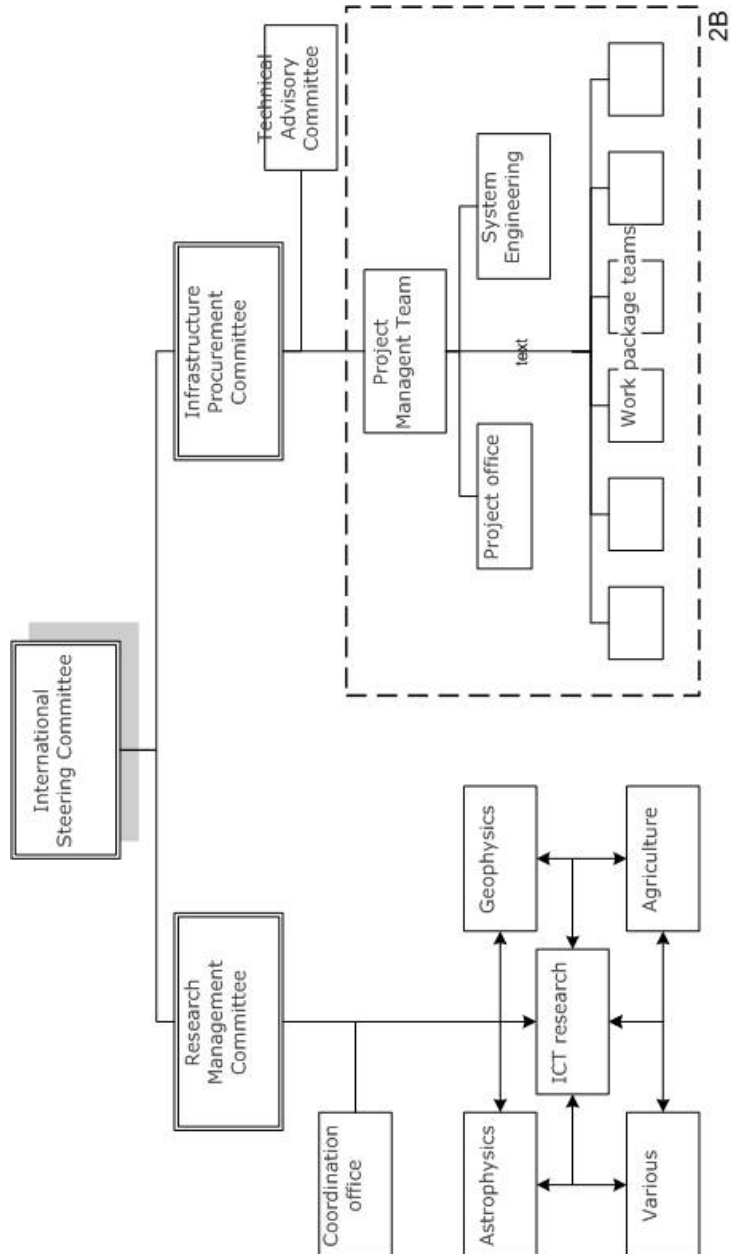 International
Steering Committee
Research
Management
Committee
Infrastructure
Procurement
Committee
Coordination
office
Technical
Advisory
Committee
Astrophysics
Geophysics
ICT research
Various
Agriculture
Project
Managent Team
Project office
System
Engineering
text
Work package teams
2B